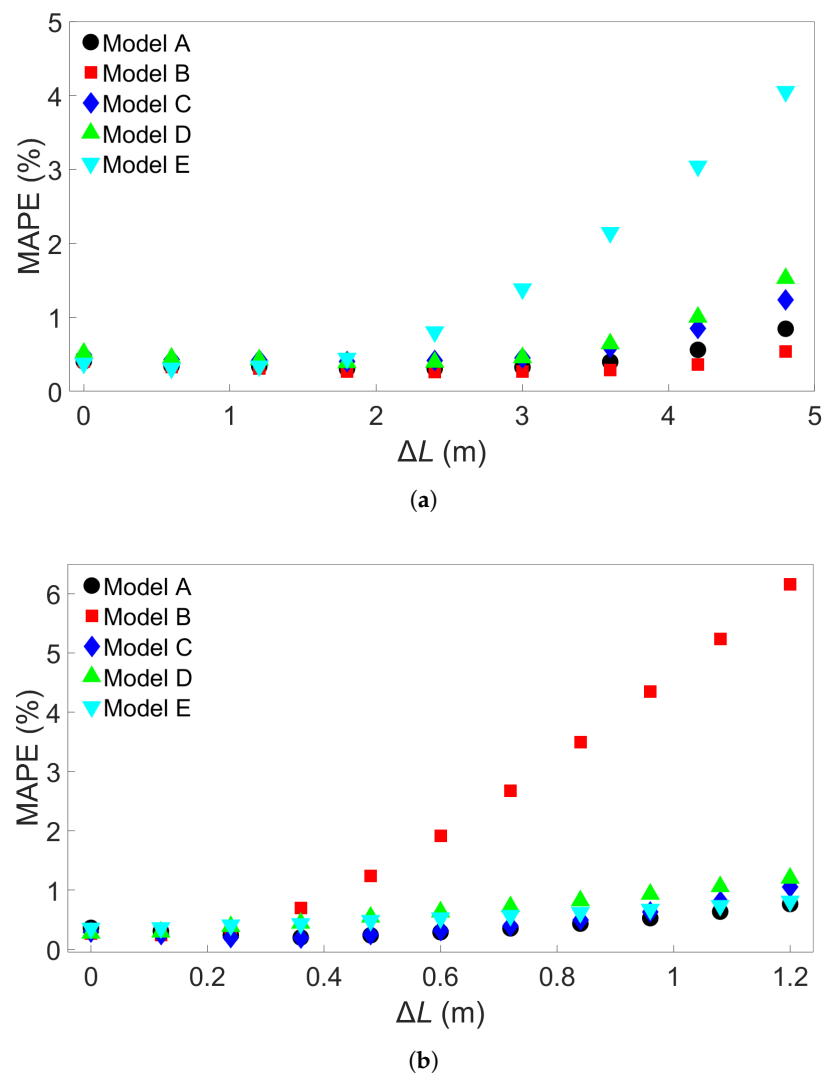 5
4
3
2
1
0
MAPE (%)
Model A
Model B
Model C
Model D
Model E
0 1 2 3 4 5
ΔL (m)
(a)
6
5
4
3
2
1
0
MAPE (%)
Model A
Model B
Model C
Model D
Model E
0 0.2 0.4 0.6 0.8 1 1.2
ΔL (m)
(b)